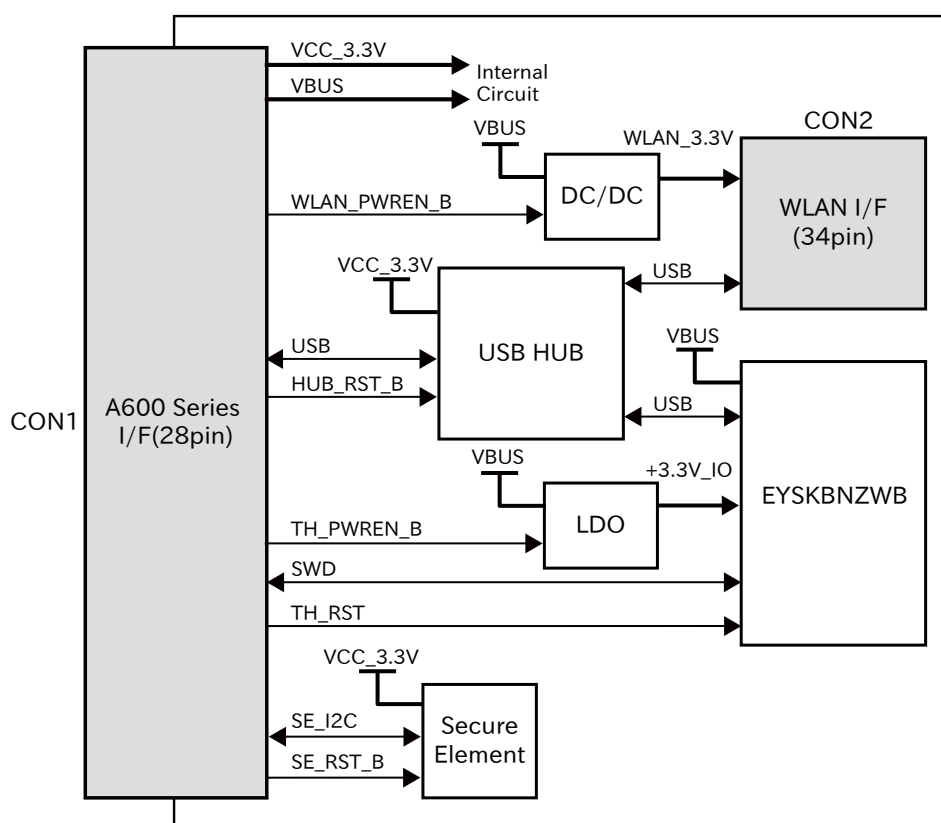 VCC_3.3V
VBUS
Internal
Circuit
VBUS
WLAN_3.3V
CON2
DC/DC
WLAN_PWREN_B
WLAN I/F
(34pin)
VCC_3.3V
USB
USB HUB
USB
HUB_RST_B
VBUS
USB
CON1
A600 Series
I/F(28pin)
EYSKBNZWB
VBUS
+3.3V_IO
LDO
TH_PWREN_B
SWD
TH_RST
VCC_3.3V
SE_I2C
SE_RST_B
Secure
Element